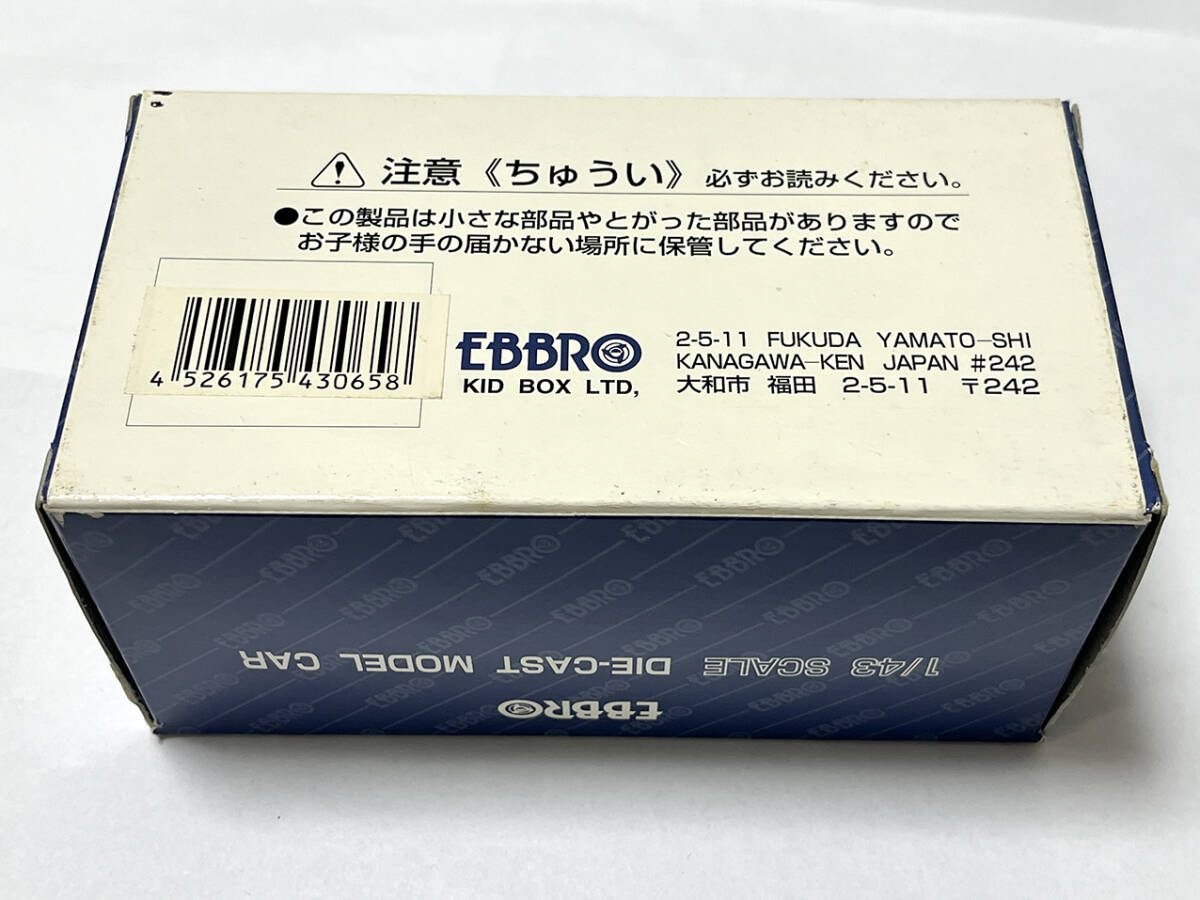 注意《ちゅうい》必ずお読みください。
●この製品は小さな部品やとがった部品がありますので
お子様の手の届かない場所に保管してください。
4 526175 430658
EBBRO
KID BOX LTD,
2-5-11 FUKUDA YAMATO-SHI
KANAGAWA-KEN JAPAN #242
大和市 福田 2-5-11 〒242
EBBRO
1/43 SCALE DIE-CAST MODEL CAR